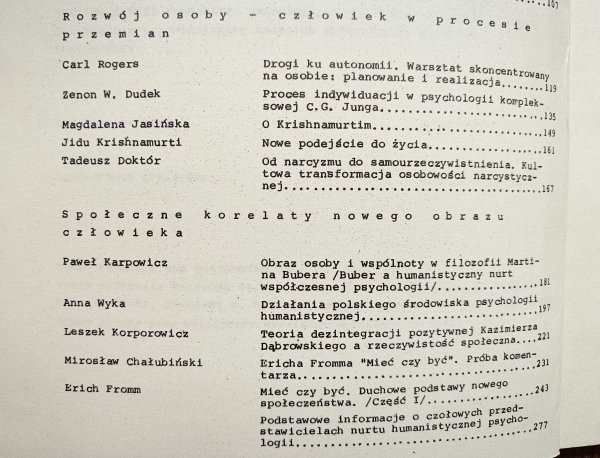 107
Rozwój osoby - człowiek w procesie
przemian
Carl Rogers Drogi ku autonomii. Warsztat skoncentrowany
na osobie: planowanie i realizacja.......119
Zenon W. Dudek Proces indywiduacji w psychologii komplek-
sowej C.G. Junga.........................135
Magdalena Jasińska O Krishnamurtim..........................149
Jidu Krishnamurti Nowe podejście do życia..................161
Tadeusz Doktór Od narcyzmu do samourzeczywistnienia. Kul-
towa transformacja osobowości narcystycz-
nej......................................167
Społeczne korelaty nowego obrazu
człowieka
Paweł Karpowicz Obraz osoby i wspólnoty w filozofii Marti-
na Bubera /Buber a humanistyczny nurt
współczesnej psychologii/................181
Anna Wyka Działania polskiego środowiska psychologii
humanistycznej...........................197
Leszek Korporowicz Teoria dezintegracji pozytywnej Kazimierza
Dąbrowskiego a rzeczywistość społeczna....221
Mirosław Chałubiński Ericha Fromma "Mieć czy być". Próba komen-
tarza....................................231
Erich Fromm Mieć czy być. Duchowe podstawy nowego
społeczeństwa. /Część I/.................243
Podstawowe informacje o czołowych przed-
stawicielach nurtu humanistycznej psycho-
logii....................................277